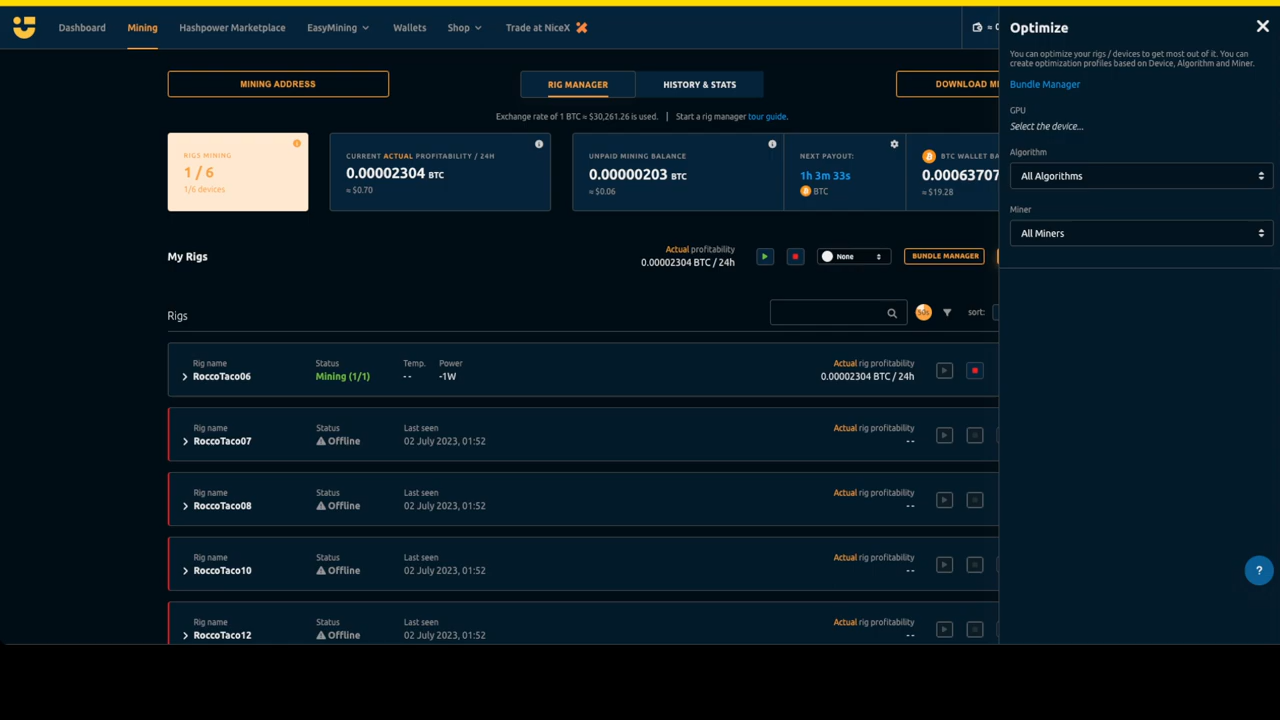 Dashboard
Mining
Hashpower Marketplace
EasyMining
Wallets
Shop
Trade at NiceX
MINING ADDRESS
RIG MANAGER
HISTORY & STATS
Exchange rate of 1 BTC ≈ $30,261.26 is used. | Start a rig manager tour guide.
RIGS MINING
1 / 6
1/6 devices
CURRENT ACTUAL PROFITABILITY / 24H
0.00002304 BTC
≈ $0.70
UNPAID MINING BALANCE
0.00000203 BTC
≈ $0.06
NEXT PAYOUT:
1h 3m 33s
BTC
BTC WALLET
0.00063707
≈ $19.28
My Rigs
Actual profitability
0.00002304 BTC / 24h
None
BUNDLE MANAGER
Rigs
sort:
Rig name
RoccoTaco06
Status
Mining (1/1)
Temp.
--
Power
-1W
Actual rig profitability
0.00002304 BTC / 24h
Rig name
RoccoTaco07
Status
Offline
Last seen
02 July 2023, 01:52
Actual rig profitability
--
Rig name
RoccoTaco08
Status
Offline
Last seen
02 July 2023, 01:52
Actual rig profitability
--
Rig name
RoccoTaco10
Status
Offline
Last seen
02 July 2023, 01:52
Actual rig profitability
--
Rig name
RoccoTaco12
Status
Offline
Last seen
02 July 2023, 01:52
Actual rig profitability
--
Optimize
You can optimize your rigs / devices to get most out of it. You can
create optimization profiles based on Device, Algorithm and Miner.
Bundle Manager
GPU
Select the device...
Algorithm
All Algorithms
Miner
All Miners
?